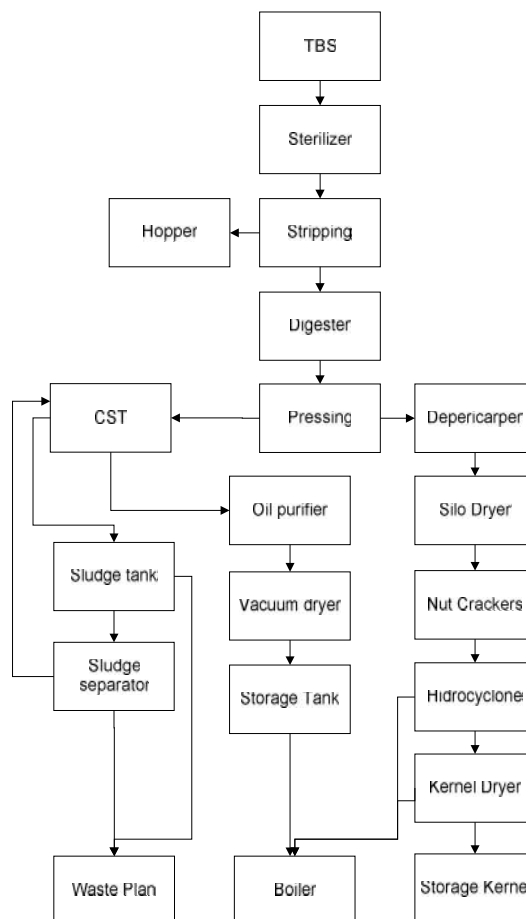 TBS
Sterilizer
Hopper
Stripping
Digester
CST
Pressing
Depericarper
Oil purifier
Silo Dryer
Sludge tank
Vacuum dryer
Nut Crackers
Sludge
separator
Storage Tank
Hidrocyclone
Kernel Dryer
Waste Plan
Boiler
Storage Kernel